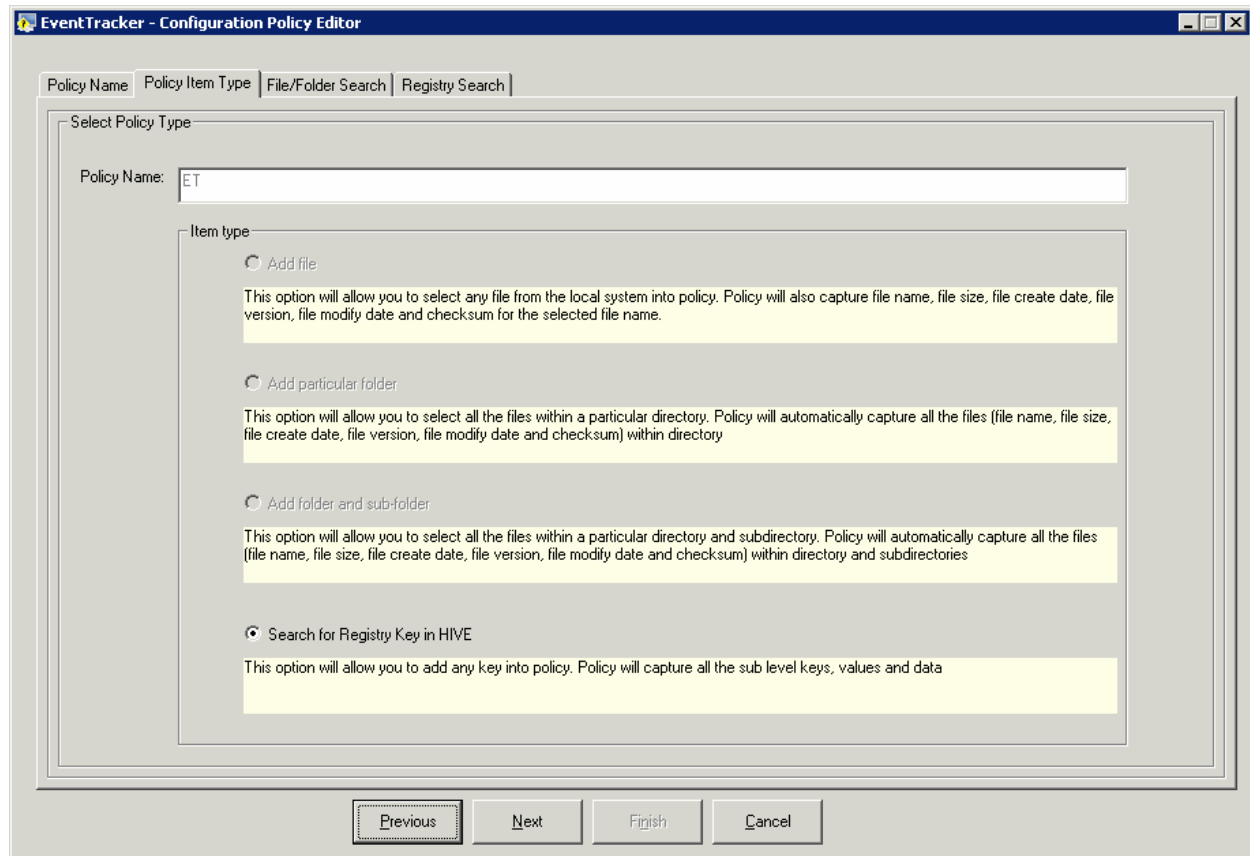 EventTracker - Configuration Policy Editor
Policy Name
Policy Item Type
File/Folder Search
Registry Search
Select Policy Type
Policy Name:
ET
Item type
Add file
This option will allow you to select any file from the local system into policy. Policy will also capture file name, file size, file create date, file
version, file modify date and checksum for the selected file name.
Add particular folder
This option will allow you to select all the files within a particular directory. Policy will automatically capture all the files (file name, file size,
file create date, file version, file modify date and checksum) within directory
Add folder and sub-folder
This option will allow you to select all the files within a particular directory and subdirectory. Policy will automatically capture all the files
(file name, file size, file create date, file version, file modify date and checksum) within directory and subdirectories
Search for Registry Key in HIVE
This option will allow you to add any key into policy. Policy will capture all the sub level keys, values and data
Previous
Next
Finish
Cancel